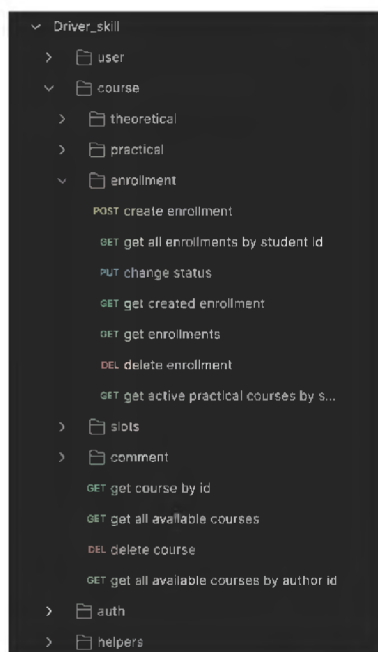 Driver_skill
user
course
theoretical
practical
enrollment
POST create enrollment
GET get all enrollments by student id
PUT change status
GET get created enrollment
GET get enrollments
DEL delete enrollment
GET get active practical courses by s...
slots
comment
GET get course by id
GET get all available courses
DEL delete course
GET get all available courses by author id
auth
helpers